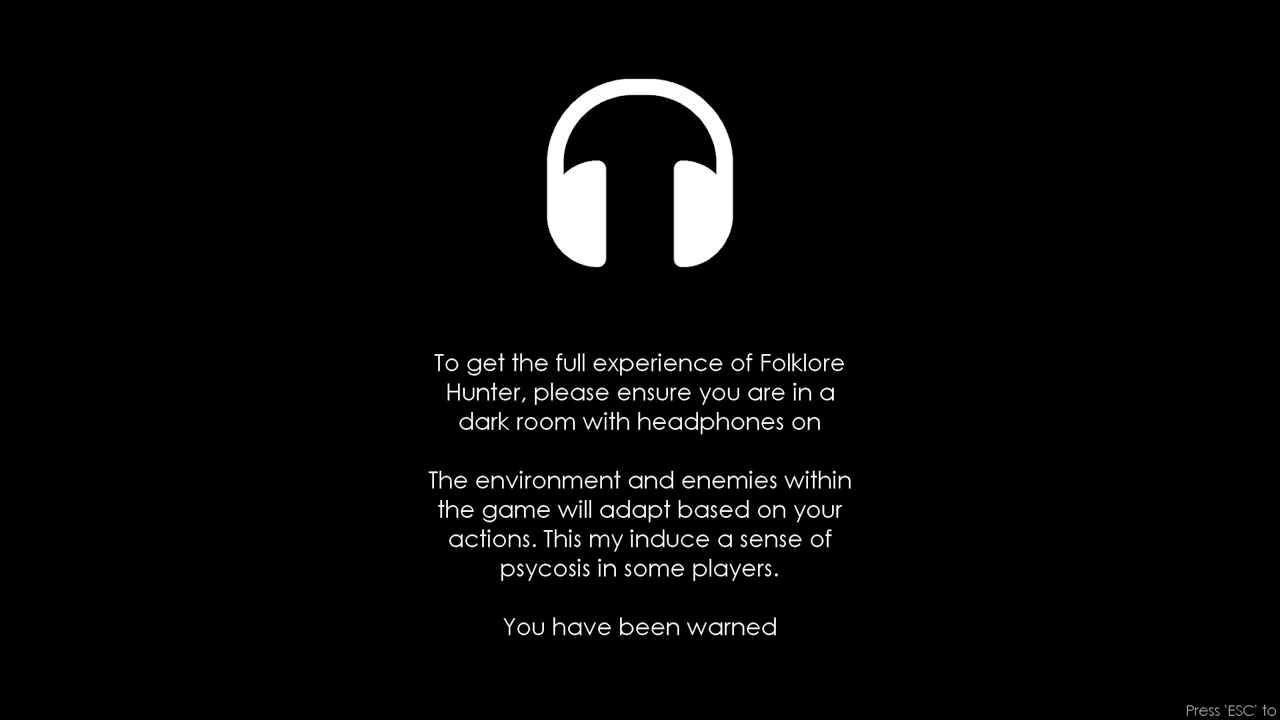 To get the full experience of Folklore
Hunter, please ensure you are in a
dark room with headphones on
The environment and enemies within
the game will adapt based on your
actions. This my induce a sense of
psycosis in some players.
You have been warned
Press 'ESC' to